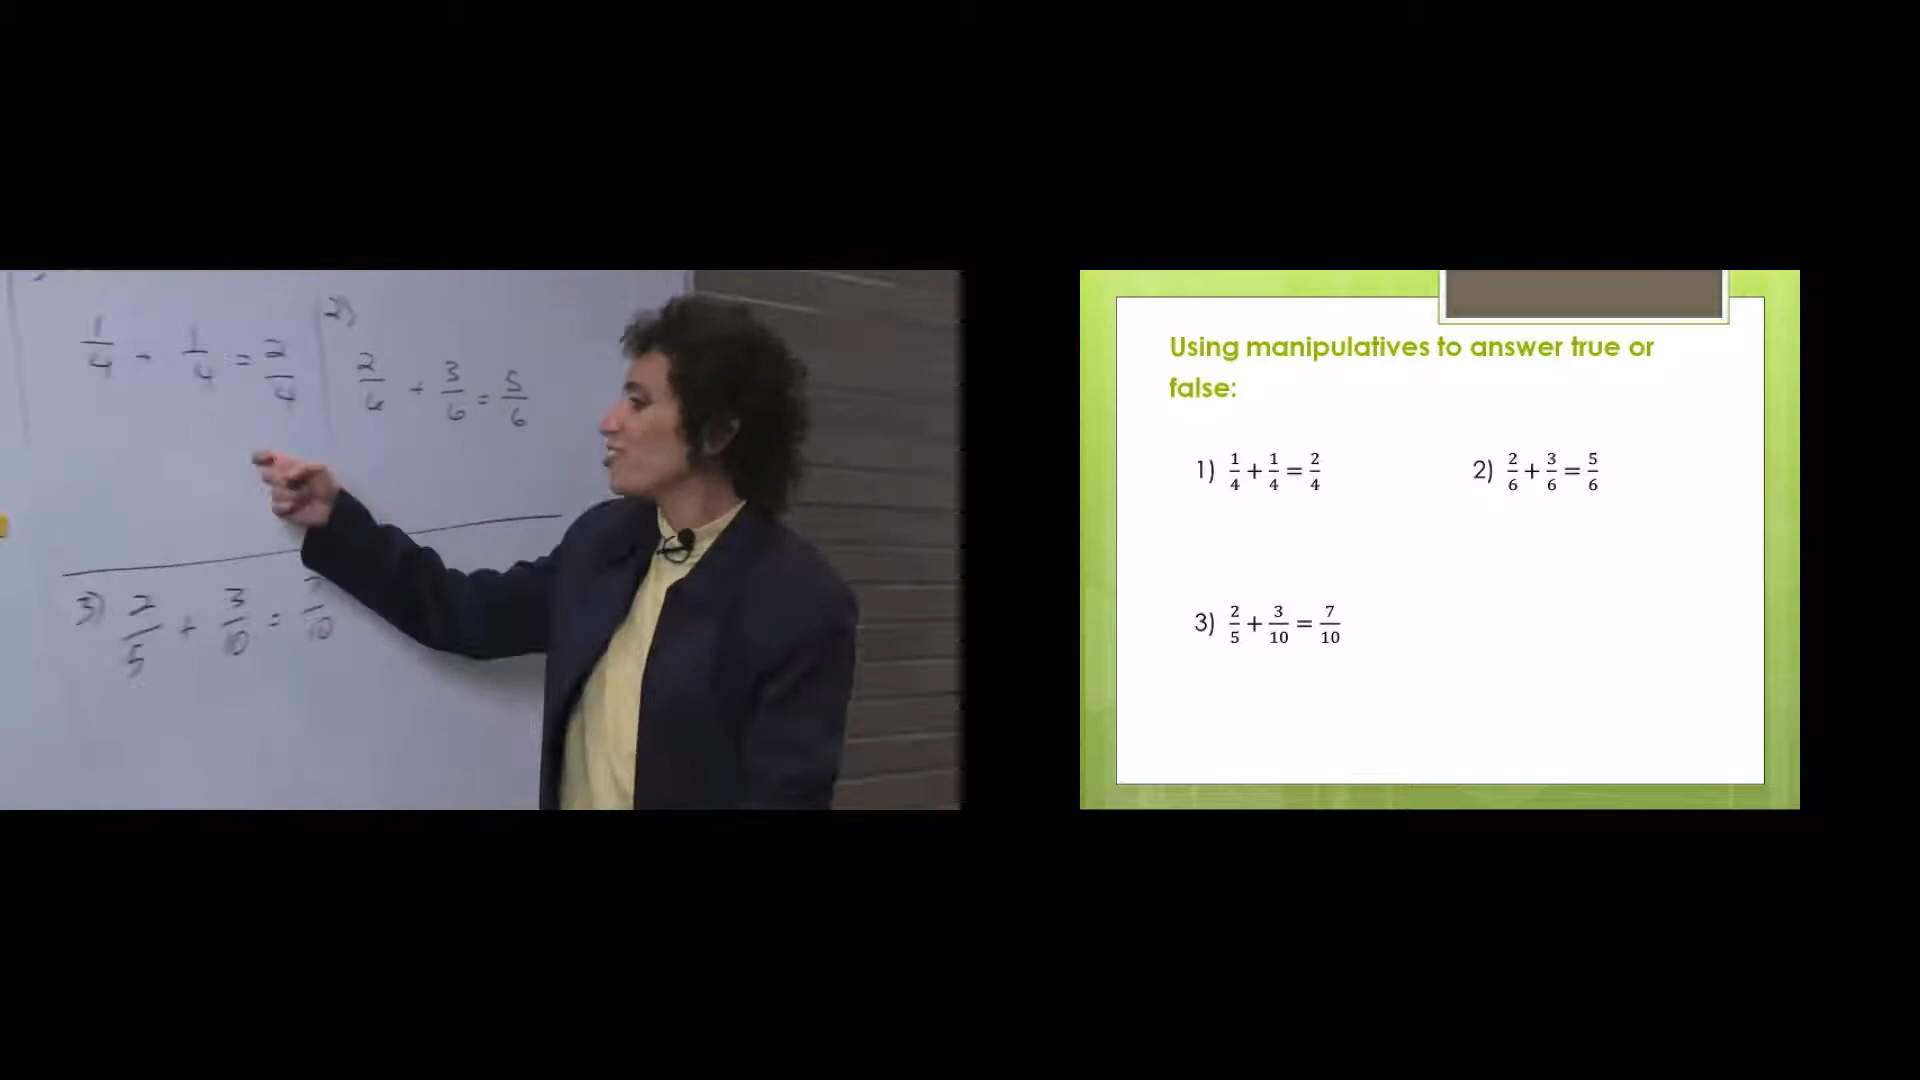 1/4 - 1/4 = 2/4
2)
2/6 + 3/6 = 5/6
3) 2/5 + 3/10 = 7/10
Using manipulatives to answer true or
false:
1) 1/4 + 1/4 = 2/4
2) 2/6 + 3/6 = 5/6
3) 2/5 + 3/10 = 7/10